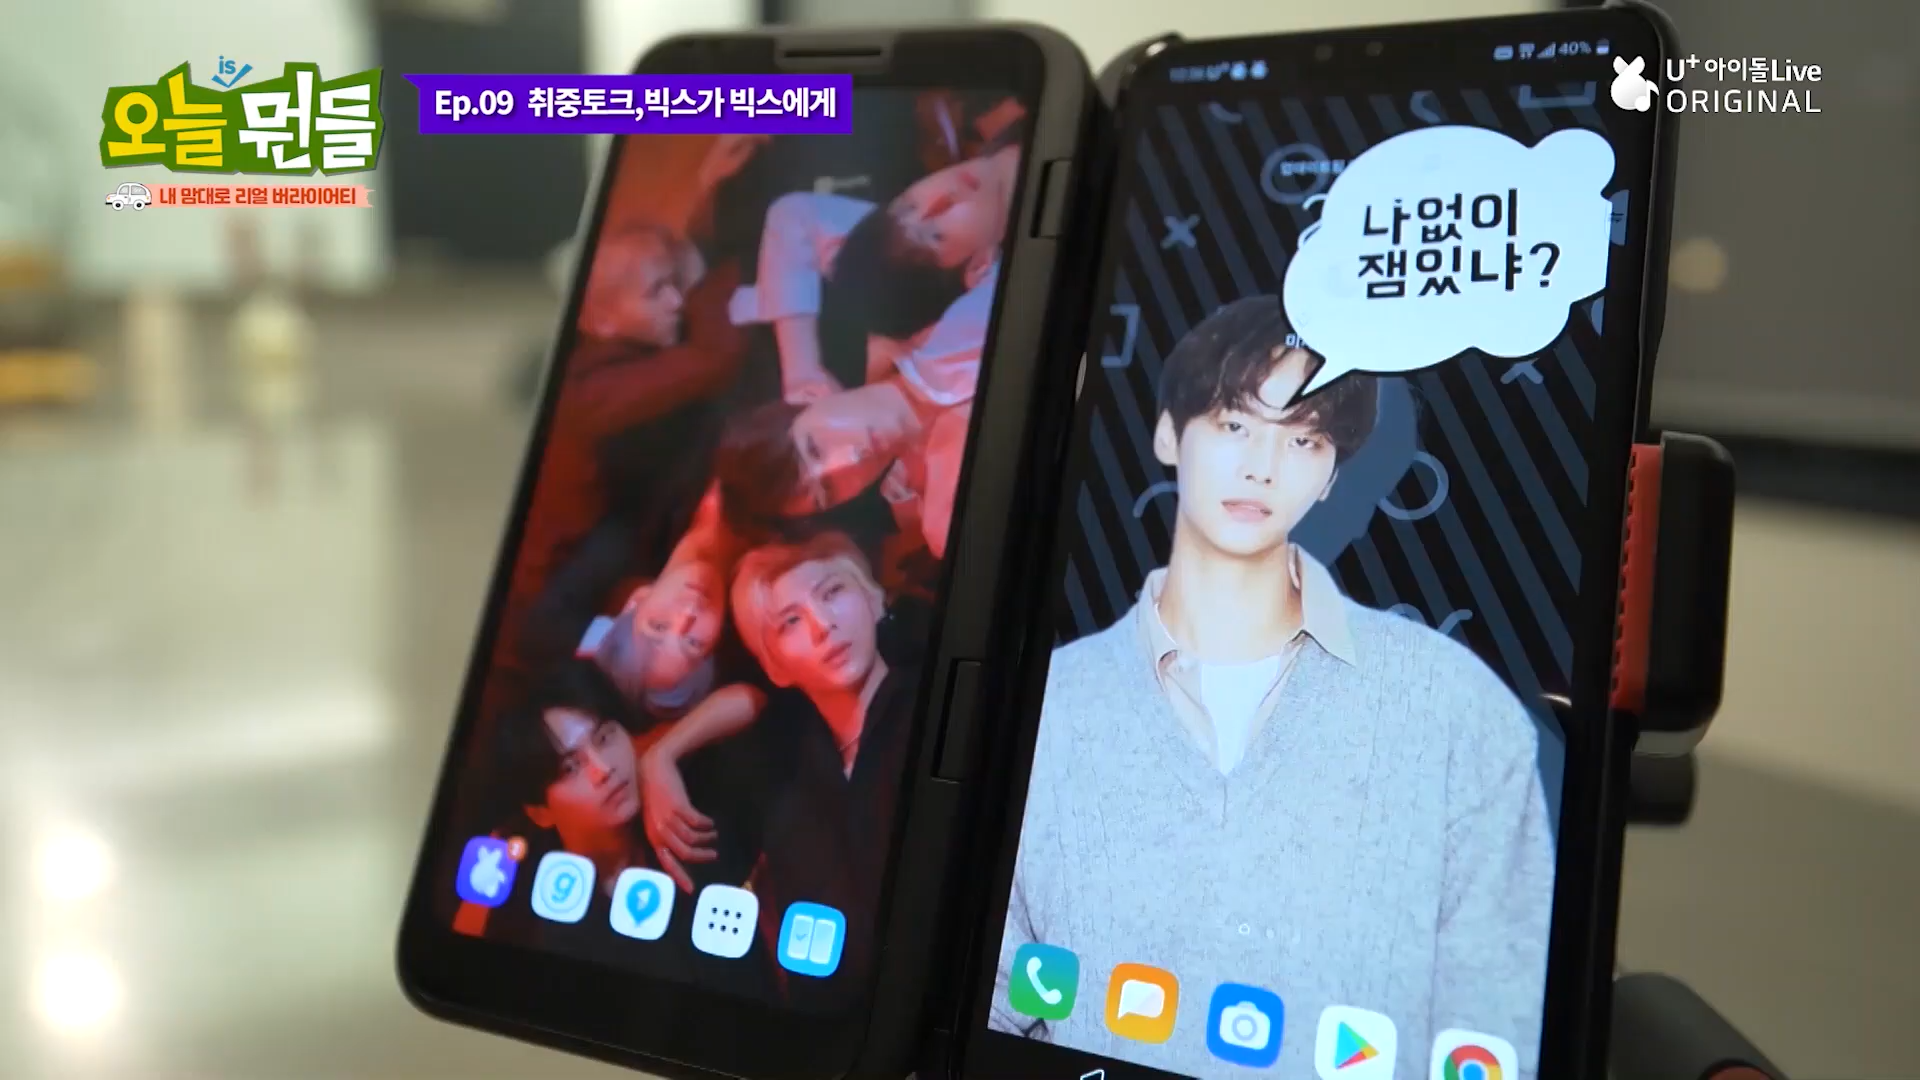 오늘 is 뭔들
내 맘대로 리얼 버라이어티
Ep.09 취중토크,빅스가 빅스에게
U+아이돌Live
ORIGINAL
40%
나없이
잼있냐?
g